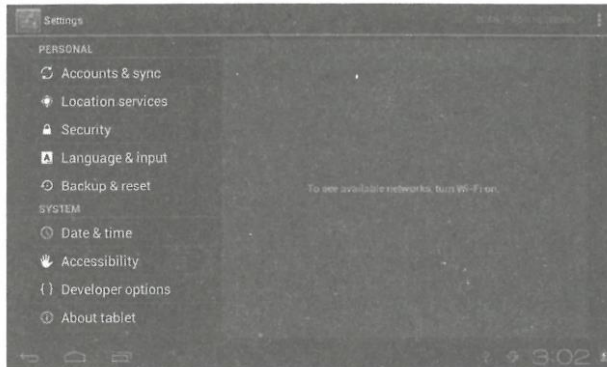 Settings
PERSONAL
Accounts & sync
Location services
Security
Language & input
Backup & reset
SYSTEM
Date & time
Accessibility
{ } Developer options
About tablet
To see available networks, turn Wi-Fi on.
3:02